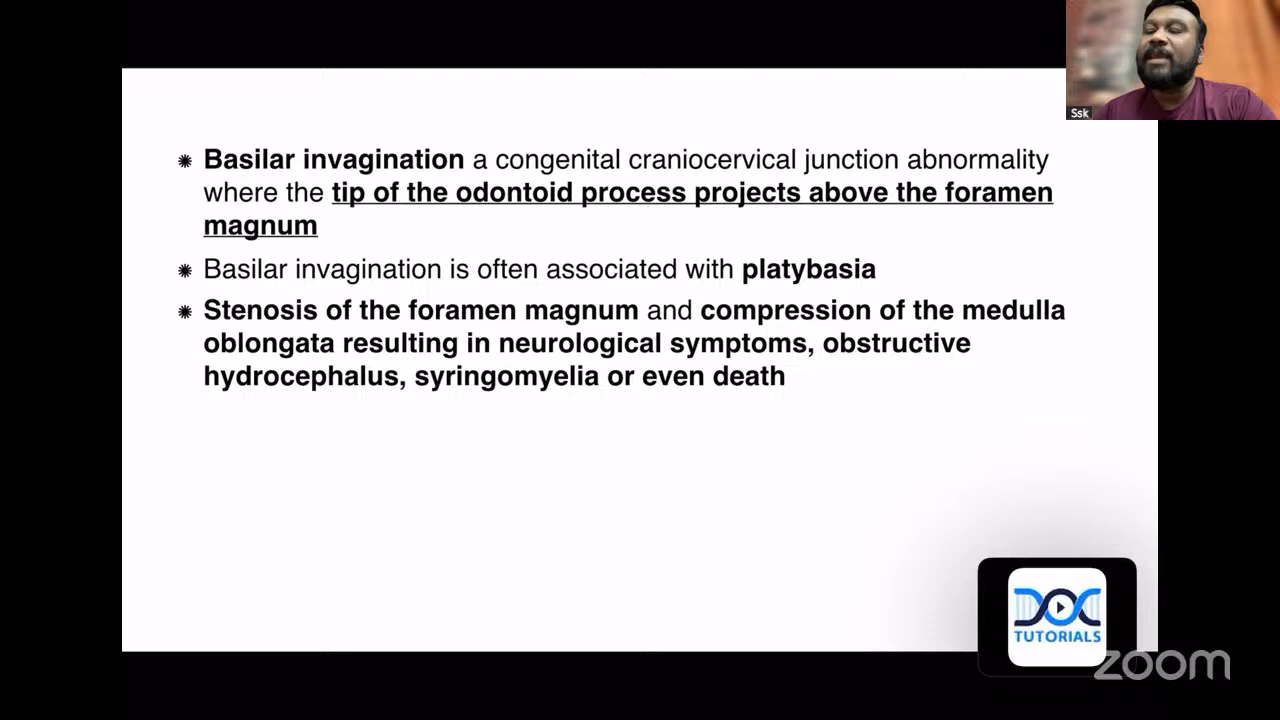 Ssk
✹ Basilar invagination a congenital craniocervical junction abnormality
where the tip of the odontoid process projects above the foramen
magnum
✹ Basilar invagination is often associated with platybasia
✹ Stenosis of the foramen magnum and compression of the medulla
oblongata resulting in neurological symptoms, obstructive
hydrocephalus, syringomyelia or even death
DOC
TUTORIALS
zoom